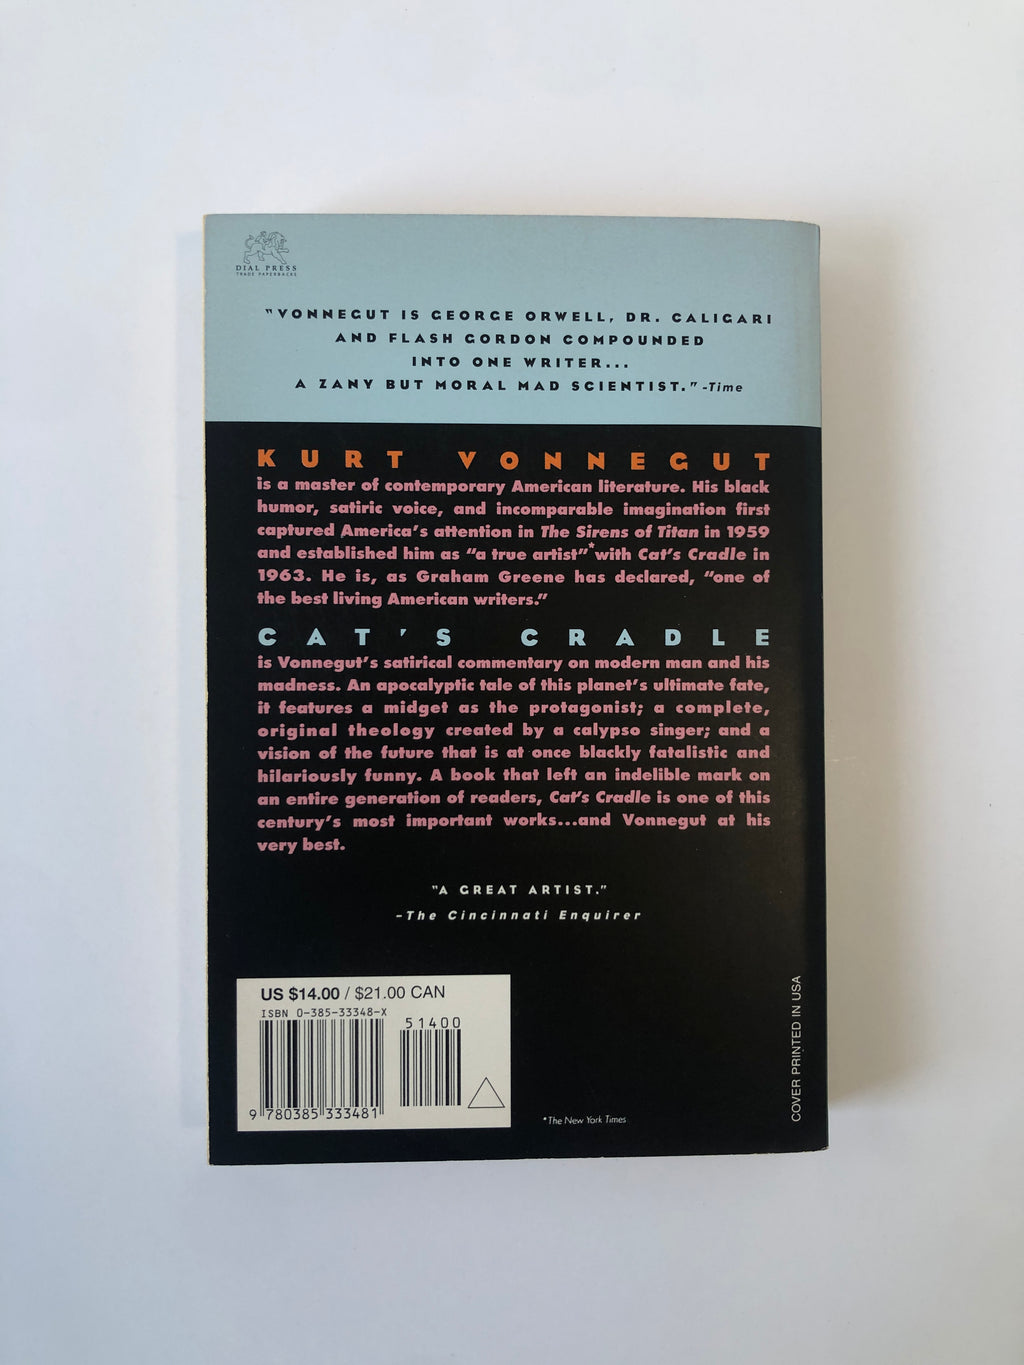 DIAL PRESS
TRADE PAPERBACKS
"VONNEGUT IS GEORGE ORWELL, DR. CALIGARI
AND FLASH GORDON COMPOUNDED
INTO ONE WRITER...
A ZANY BUT MORAL MAD SCIENTIST." -Time
KURT VONNEGUT
is a master of contemporary American literature. His black
humor, satiric voice, and incomparable imagination first
captured America's attention in The Sirens of Titan in 1959
and established him as "a true artist"* with Cat's Cradle in
1963. He is, as Graham Greene has declared, "one of
the best living American writers."
CAT'S CRADLE
is Vonnegut's satirical commentary on modern man and his
madness. An apocalyptic tale of this planet's ultimate fate,
it features a midget as the protagonist; a complete,
original theology created by a calypso singer; and a
vision of the future that is at once blackly fatalistic and
hilariously funny. A book that left an indelible mark on
an entire generation of readers, Cat's Cradle is one of this
century's most important works...and Vonnegut at his
very best.
"A GREAT ARTIST."
-The Cincinnati Enquirer
US $14.00 / $21.00 CAN
ISBN 0-385-33348-X
51400
9 780385 333481
*The New York Times
COVER PRINTED IN USA